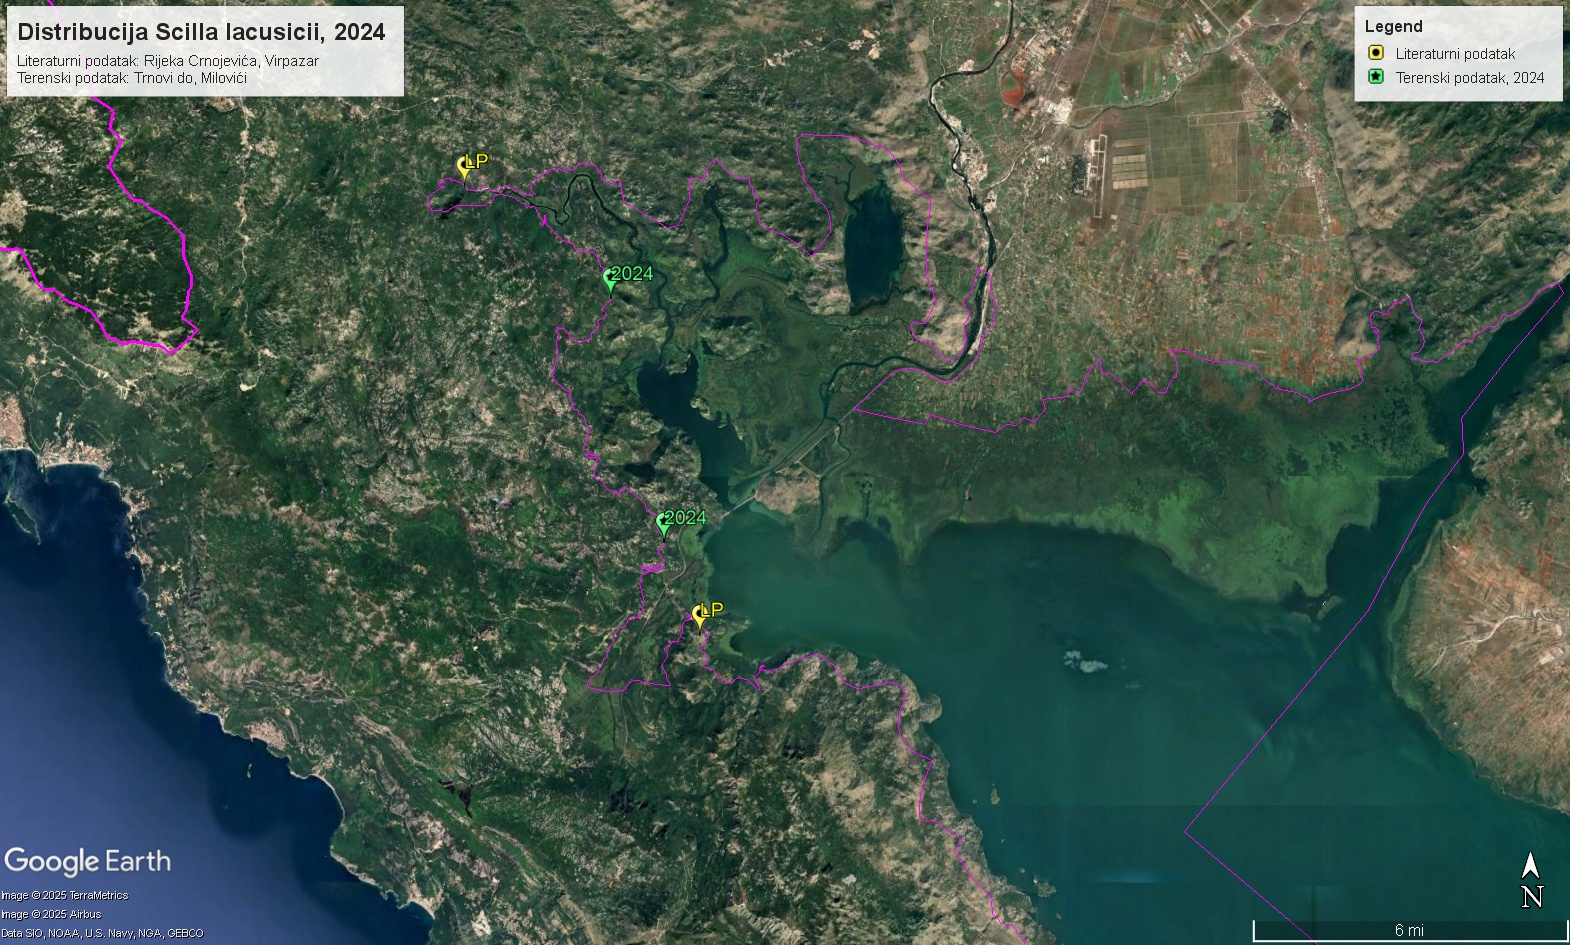 Distribucija Scilla lacusicii, 2024
Literaturni podatak: Rijeka Crnojevića, Virpazar
Terenski podatak: Trnovi do, Milovići
Legend
Literaturni podatak
Terenski podatak, 2024
LP
2024
2024
LP
Google Earth
Image © 2025 TerraMetrics
Image © 2025 Airbus
Data SIO, NOAA, U.S. Navy, NGA, GEBCO
N
6 mi